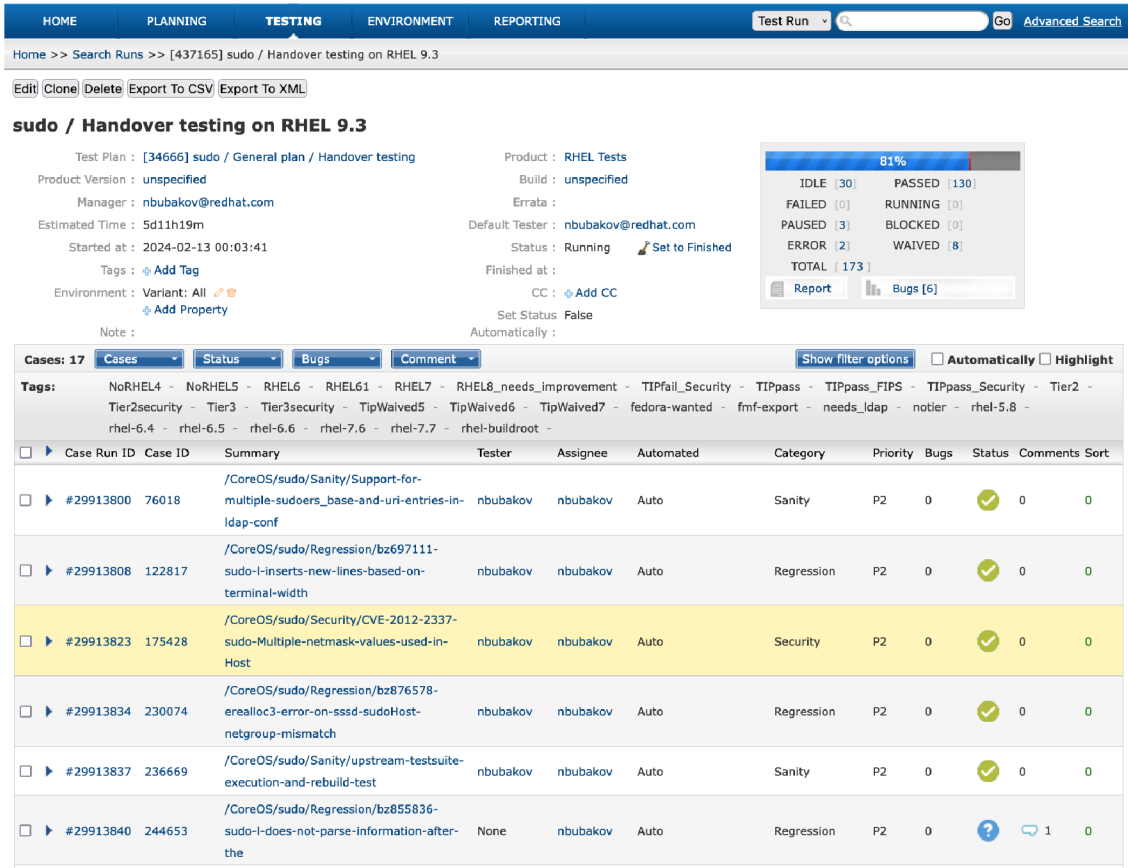 HOME PLANNING TESTING ENVIRONMENT REPORTING Test Run Go Advanced Search
Home >> Search Runs >> [437165] sudo / Handover testing on RHEL 9.3
Edit Clone Delete Export To CSV Export To XML
sudo / Handover testing on RHEL 9.3
Test Plan : [34666] sudo / General plan / Handover testing
Product Version : unspecified
Manager : nbubakov@redhat.com
Estimated Time : 5d11h19m
Started at : 2024-02-13 00:03:41
Tags : Add Tag
Environment : Variant: All
Add Property
Note :
Product : RHEL Tests
Build : unspecified
Errata :
Default Tester : nbubakov@redhat.com
Status : Running Set to Finished
Finished at :
CC : Add CC
Set Status False
Automatically :
81%
IDLE [30] PASSED [130]
FAILED [0] RUNNING [0]
PAUSED [3] BLOCKED [0]
ERROR [2] WAIVED [8]
TOTAL [ 173 ]
Report Bugs [6]
Cases: 17 Cases Status Bugs Comment Show filter options Automatically Highlight
Tags: NoRHEL4 - NoRHEL5 - RHEL6 - RHEL61 - RHEL7 - RHEL8_needs_improvement - TIPfail_Security - TIPpass - TIPpass_FIPS - TIPpass_Security - Tier2 -
Tier2security - Tier3 - Tier3security - TipWaived5 - TipWaived6 - TipWaived7 - fedora-wanted - fmf-export - needs_ldap - notier - rhel-5.8 -
rhel-6.4 - rhel-6.5 - rhel-6.6 - rhel-7.6 - rhel-7.7 - rhel-buildroot -
Case Run ID Case ID Summary Tester Assignee Automated Category Priority Bugs Status Comments Sort
/CoreOS/sudo/Sanity/Support-for-
#29913800 76018 multiple-sudoers_base-and-uri-entries-in- nbubakov nbubakov Auto Sanity P2 0 0 0
ldap-conf
/CoreOS/sudo/Regression/bz697111-
#29913808 122817 sudo-l-inserts-new-lines-based-on- nbubakov nbubakov Auto Regression P2 0 0 0
terminal-width
/CoreOS/sudo/Security/CVE-2012-2337-
#29913823 175428 sudo-Multiple-netmask-values-used-in- nbubakov nbubakov Auto Security P2 0 0 0
Host
/CoreOS/sudo/Regression/bz876578-
#29913834 230074 erealloc3-error-on-sssd-sudoHost- nbubakov nbubakov Auto Regression P2 0 0 0
netgroup-mismatch
/CoreOS/sudo/Sanity/upstream-testsuite-
#29913837 236669 execution-and-rebuild-test nbubakov nbubakov Auto Sanity P2 0 0 0
/CoreOS/sudo/Regression/bz855836-
#29913840 244653 sudo-l-does-not-parse-information-after- None nbubakov Auto Regression P2 0 ? 1 0
the